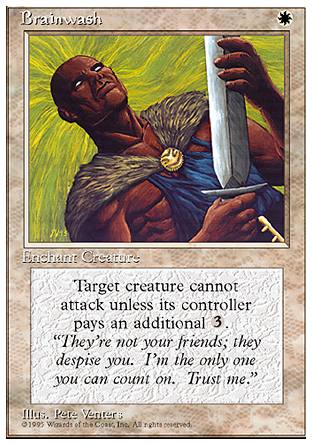 Brainwash
Enchant Creature
Target creature cannot
attack unless its controller
pays an additional 3.
"They're not your friends; they
despise you. I'm the only one
you can count on. Trust me."
Illus. Pete Venters
©1995 Wizards of the Coast, Inc. All rights reserved.